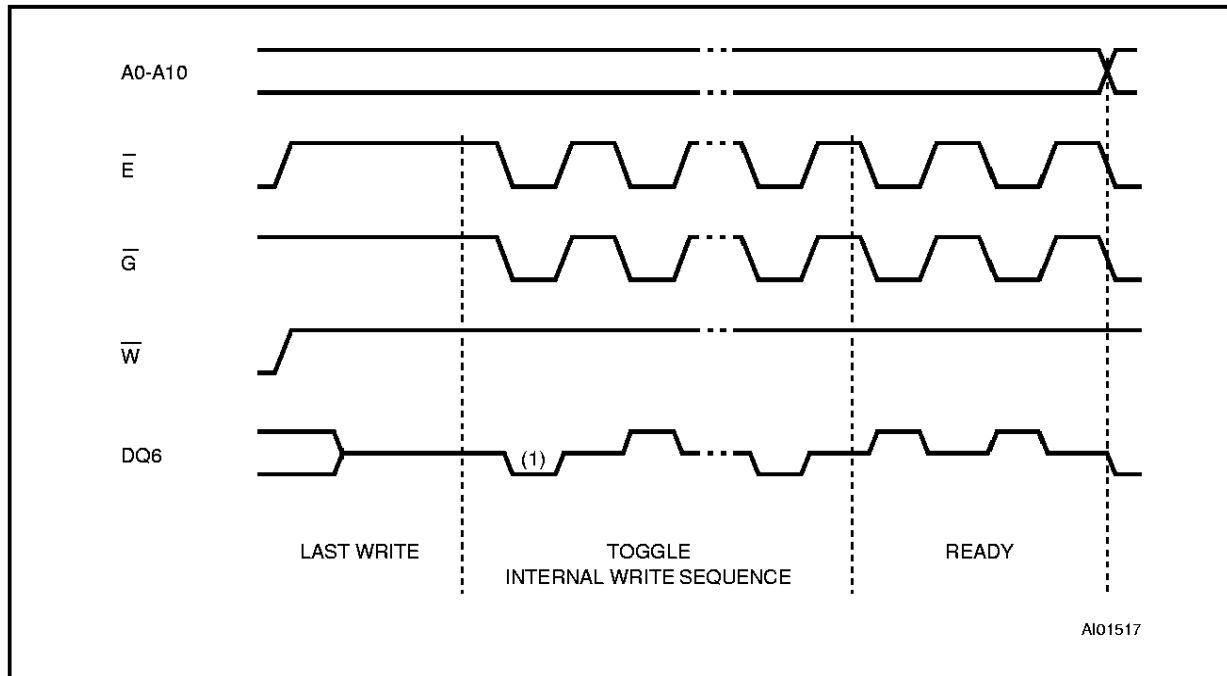 A0-A10
E̅
G̅
W̅
DQ6
(1)
LAST WRITE
TOGGLE
INTERNAL WRITE SEQUENCE
READY
AI01517